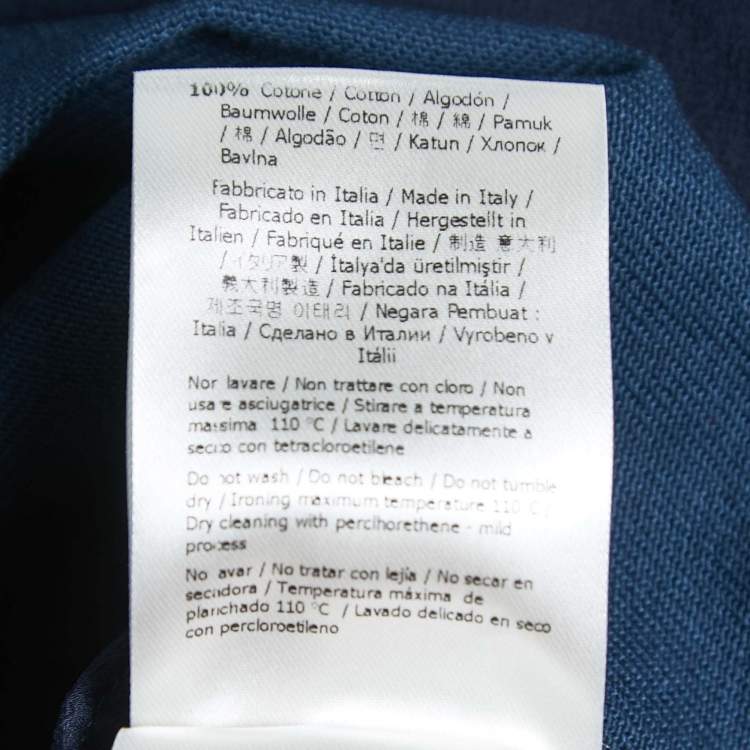 100% Cotone / Cotton / Algodón /
Baumwolle / Coton / 棉 / 綿 / Pamuk
/ 棉 / Algodão / 면 / Katun / Хлопок /
Bavlna
Fabbricato in Italia / Made in Italy /
Fabricado en Italia / Hergestellt in
Italien / Fabriqué en Italie / 制造 意大利
/ イタリア製 / İtalya'da üretilmiştir /
義大利製造 / Fabricado na Itália /
제조국명 이태리 / Negara Pembuat :
Italia / Сделано в Италии / Vyrobeno v
Itálii
Non lavare / Non trattare con cloro / Non
usare asciugatrice / Stirare a temperatura
massima 110 °C / Lavare delicatamente a
secco con tetracloroetilene
Do not wash / Do not bleach / Do not tumble
dry / Ironing maximum temperature 110 C /
Dry cleaning with perclhorethene - mild
process
No lavar / No tratar con lejía / No secar en
secadora / Temperatura máxima de
planchado 110 °C / Lavado delicado en seco
con percloroetileno